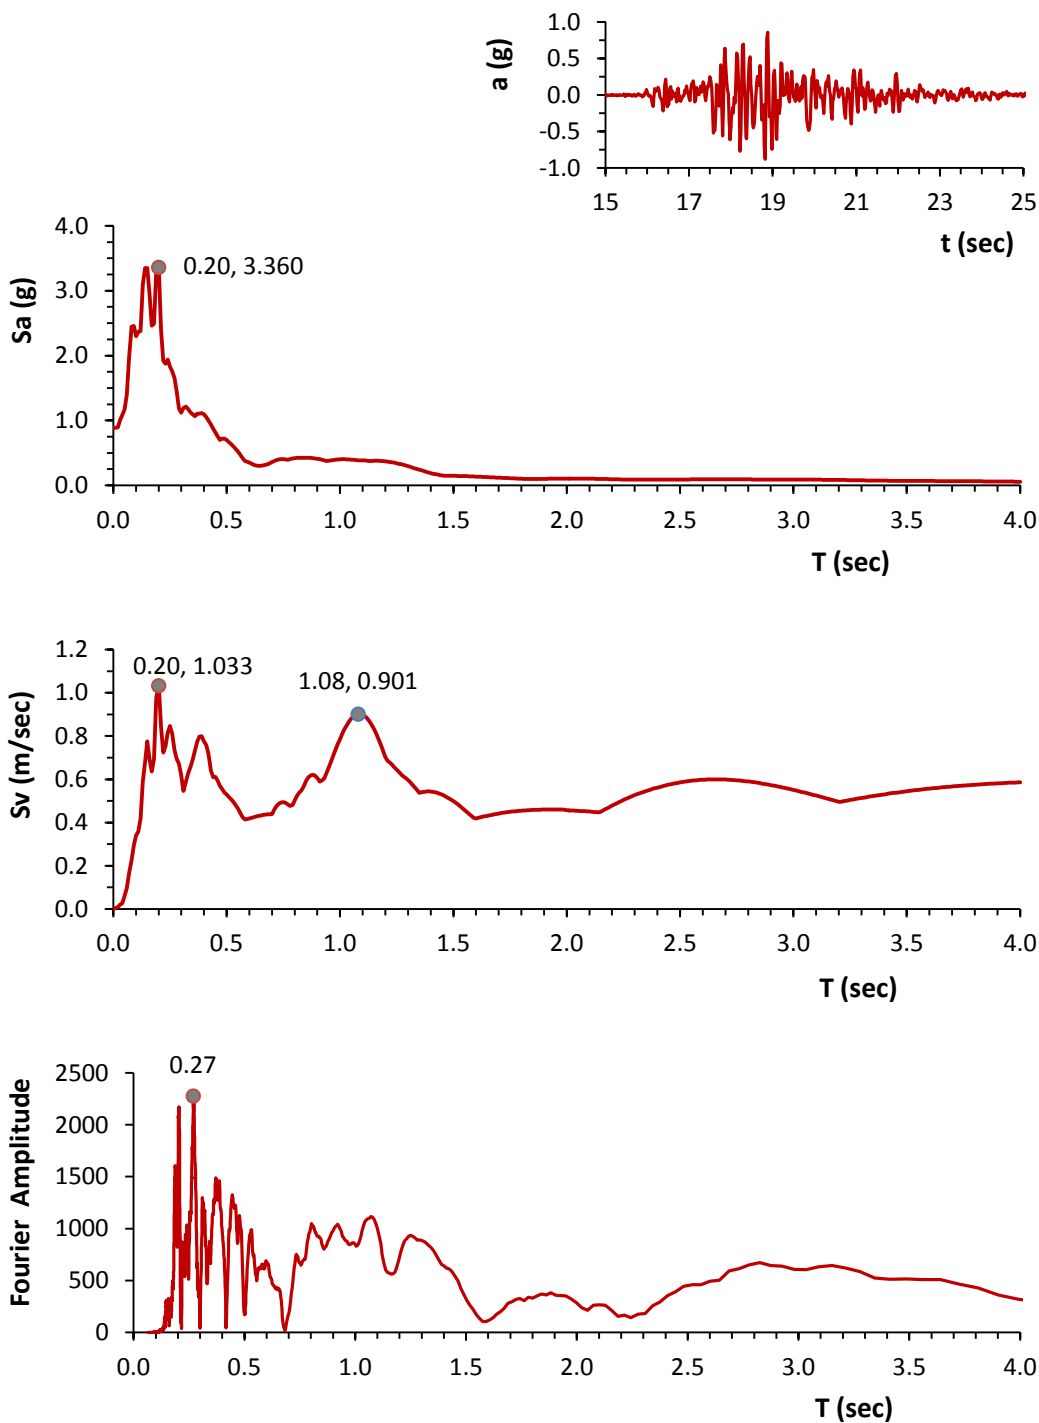 a (g)
1.0
0.5
0.0
-0.5
-1.0
15 17 19 21 23 25
t (sec)
Sa (g)
4.0
3.0
2.0
1.0
0.0
0.20, 3.360
0.0 0.5 1.0 1.5 2.0 2.5 3.0 3.5 4.0
T (sec)
Sv (m/sec)
1.2
1.0
0.8
0.6
0.4
0.2
0.0
0.20, 1.033
1.08, 0.901
0.0 0.5 1.0 1.5 2.0 2.5 3.0 3.5 4.0
T (sec)
Fourier Amplitude
0.27
2500
2000
1500
1000
500
0
0.0 0.5 1.0 1.5 2.0 2.5 3.0 3.5 4.0
T (sec)